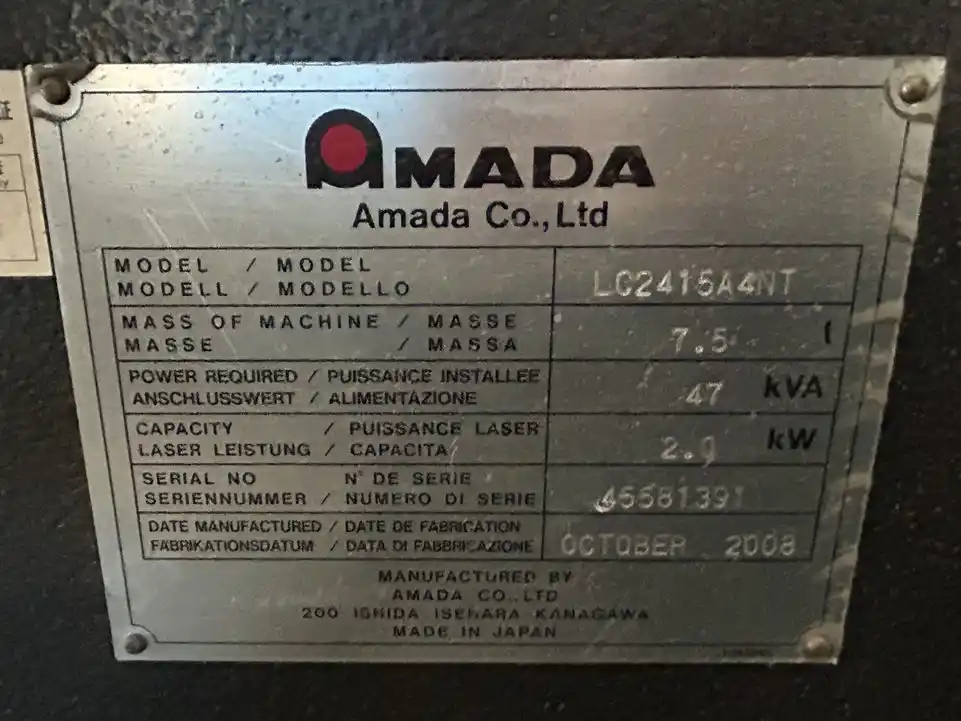 AMADA
Amada Co., Ltd
MODEL / MODEL
MODELL / MODELLO
LC2415A4NT
MASS OF MACHINE / MASSE
MASSE / MASSA
7.5 t
POWER REQUIRED / PUISSANCE INSTALLEE
ANSCHLUSSWERT / ALIMENTAZIONE
47 kVA
CAPACITY / PUISSANCE LASER
LASER LEISTUNG / CAPACITA
2.0 kW
SERIAL NO N° DE SERIE
SERIENNUMMER / NUMERO DI SERIE
45581391
DATE MANUFACTURED / DATE DE FABRICATION
FABRIKATIONSDATUM / DATA DI FABBRICAZIONE
OCTOBER 2008
MANUFACTURED BY
AMADA CO.,LTD
200 ISHIDA ISEHARA KANAGAWA
MADE IN JAPAN